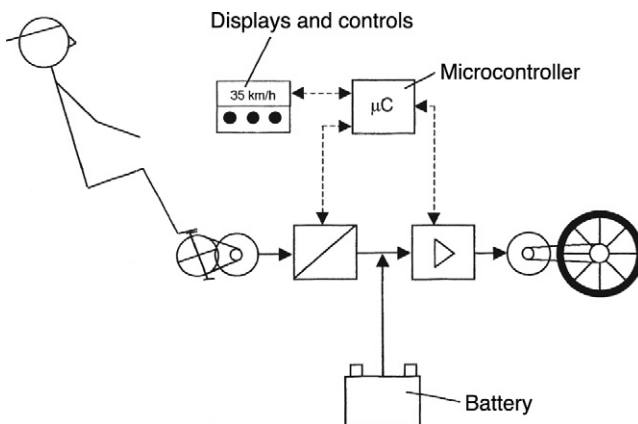 Displays and controls
Microcontroller
35 km/h
μC
Battery